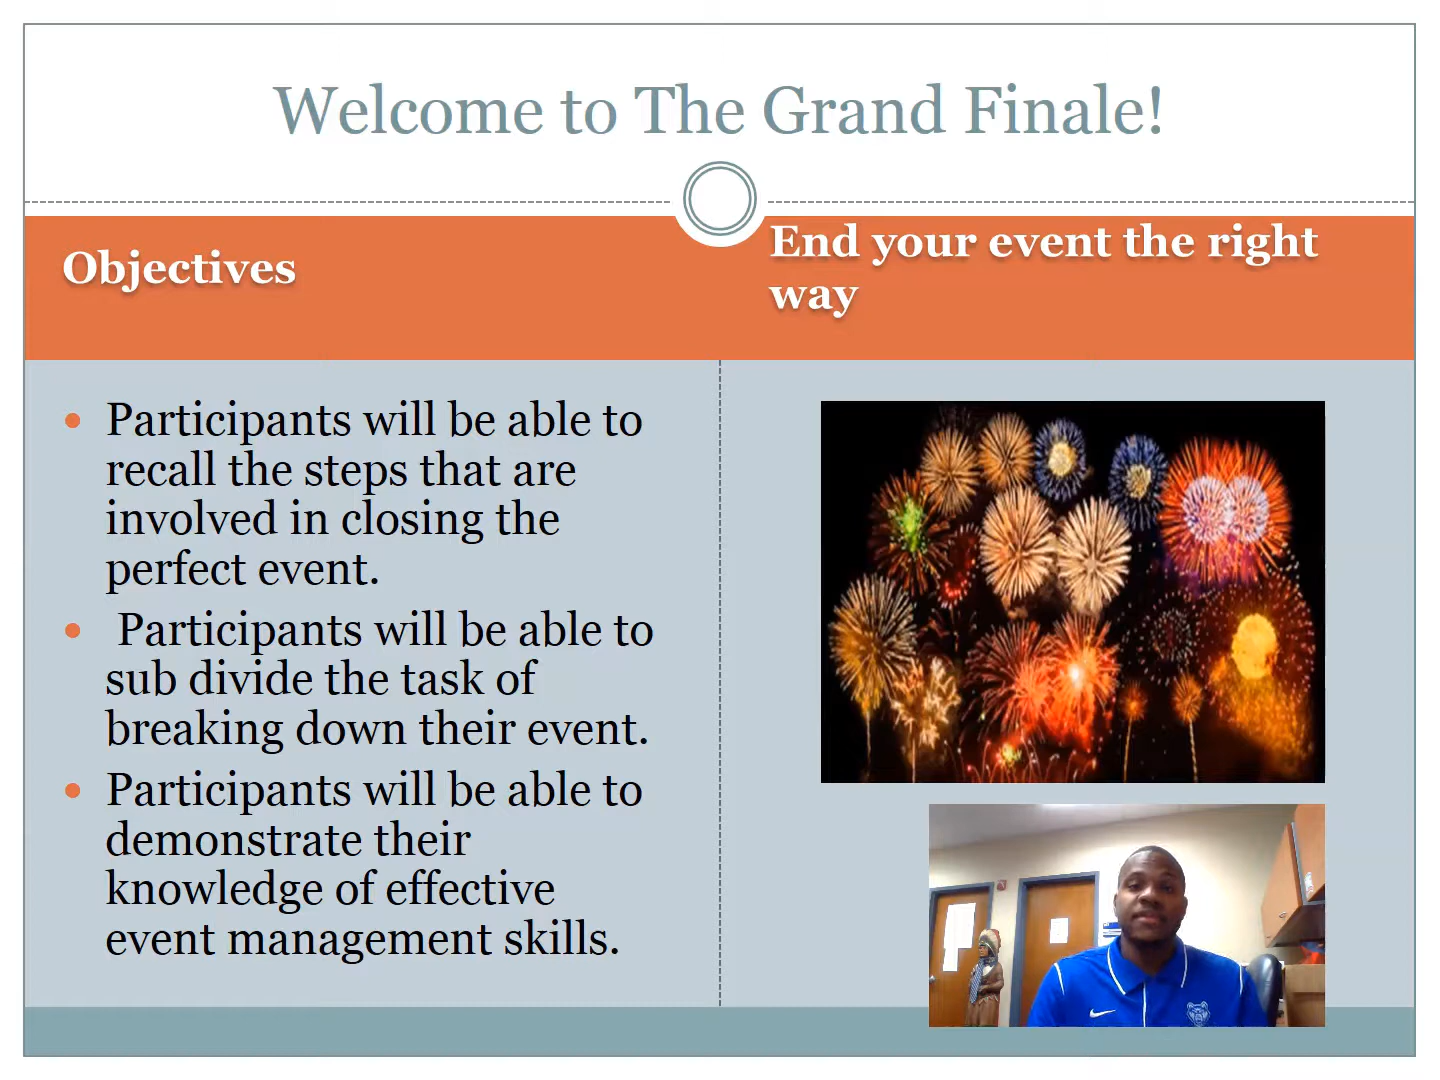 Welcome to The Grand Finale!
Objectives
End your event the right
way
• Participants will be able to
recall the steps that are
involved in closing the
perfect event.
• Participants will be able to
sub divide the task of
breaking down their event.
• Participants will be able to
demonstrate their
knowledge of effective
event management skills.